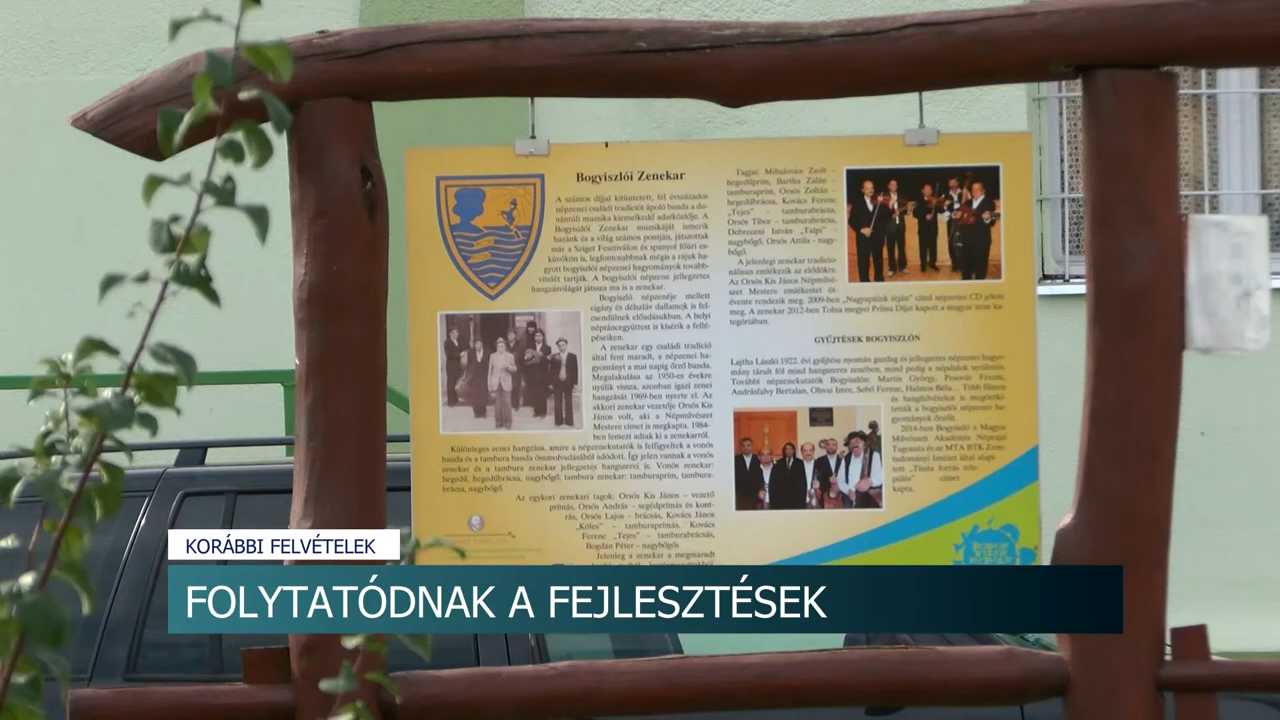 Bogyiszlói Zenekar
A számos díjjal kitüntetett, fél évszázados
népzenei családi tradíciót ápoló banda a du-
nántúli muzsika kiemelkedő adatközlője. A
Bogyiszlói Zenekar muzsikáját ismerik
hazánk és a világ számos pontján, játszottak
már a Sziget Fesztiválon és spanyol főúri es-
küvőkön is, legfontosabbnak mégis a rájuk ha-
gyott bogyiszlói népzenei hagyományok tovább-
vitelét tartják. A bogyiszlói népzene jellegzetes
hangzásvilágát játssza ma is a zenekar.
Bogyiszló népzenéje mellett
cigány és délszláv dallamok is fel-
csendülnek előadásukban. A helyi
néptáncegyüttest is kísérik a fellé-
péseiken.
A zenekar egy családi tradíció
által fent maradt, a népzenei ha-
gyományt a mai napig őrző banda.
Megalakulása az 1950-es évekre
nyúlik vissza, azonban igazi zenei
hangzását 1969-ben nyerte el. Az
akkori zenekar vezetője Orsós Kis
János volt, aki a Népművészet
Mestere címet is megkapta. 1984-
ben lemezt adtak ki a zenekarról.
Különleges zenei hangzása, amire a népzenekutatók is felfigyeltek a vonós
banda és a tambura banda összeolvadásából adódott. Így jelen vannak a vonós
zenekar és a tambura zenekar jellegzetes hangszerei is. Vonós zenekar:
hegedű, hegedűbrácsa, nagybőgő; tambura zenekar: tamburaprím, tambura-
brácsa, nagybőgő.
Az egykori zenekari tagok: Orsós Kis János – vezető
prímás, Orsós András – segédprímás és kont-
rás, Orsós Lajos – brácsás, Kovács János
„Köles” – tamburaprímás, Kovács
Ferenc „Tejes” – tamburabrácsás,
Bogdán Péter – nagybőgős
Jelenleg a zenekar a megmaradt
Tagjai: Mihalovics Zsolt –
hegedűprím, Bartha Zalán –
tamburaprím, Orsós Zoltán –
hegedűbrácsa, Kovács Ferenc
„Tejes” – tamburabrácsa,
Orsós Tibor – tamburabrácsa,
Debreczeni István „Talpi” –
nagybőgő, Orsós Attila – nagy-
bőgő.
A jelenlegi zenekar tradicio-
nálisan emlékezik az elődökre.
Az Orsós Kis János Népművé-
szet Mestere emlékestet öt-
évente rendezik meg. 2009-ben „Nagyapáink útján” című népzenei CD jelent
meg. A zenekar 2012-ben Tolna megyei Príma Díjat kapott a magyar zene ka-
tegóriában.
GYŰJTÉSEK BOGYISZLÓN
Lajtha László 1922. évi gyűjtése nyomán gazdag és jellegzetes népzenei hagyo-
mány tárult föl mind hangszeres zenében, mind pedig a népdalok területén.
További népzenekutatók Bogyiszlón: Martin György, Pesovár Ferenc,
Andrásfalvy Bertalan, Olsvai Imre, Sebő Ferenc, Halmos Béla... Több filmen
és hangfelvételen is megörökí-
tették a bogyiszlói népzenei ha-
gyományok őrzőit.
2014-ben Bogyiszló a Magyar
Művészeti Akadémia Néprajzi
Tagozata és az MTA BTK Zene-
tudományi Intézet által alapí-
tott „Tiszta forrás tele-
pülés” címet
kapta.
KORÁBBI FELVÉTELEK
FOLYTATÓDNAK A FEJLESZTÉSEK